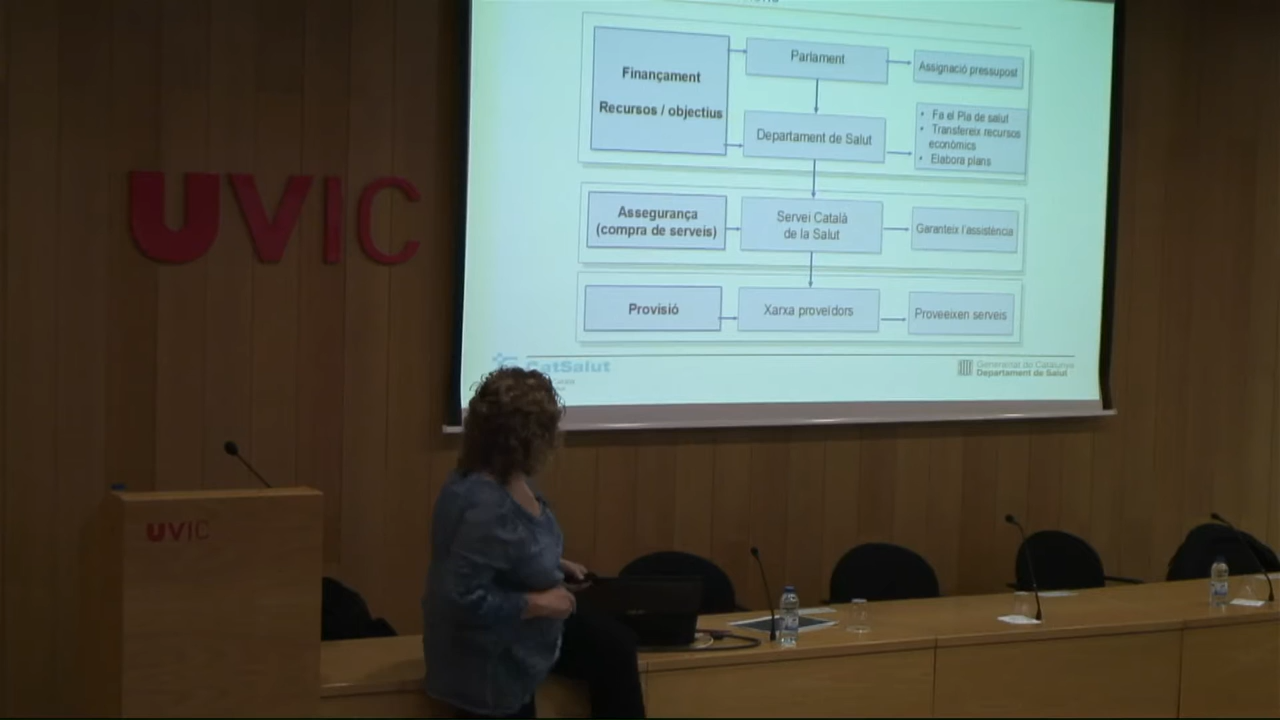 Finançament
Recursos / objectius
Parlament
Assignació pressupost
Departament de Salut
• Fa el Pla de salut
• Transfereix recursos
econòmics
• Elabora plans
Assegurança
(compra de serveis)
Servei Català
de la Salut
Garanteix l'assistència
Provisió
Xarxa proveïdors
Proveeixen serveis
CatSalut
Generalitat de Catalunya
Departament de Salut
UVIC
UVIC